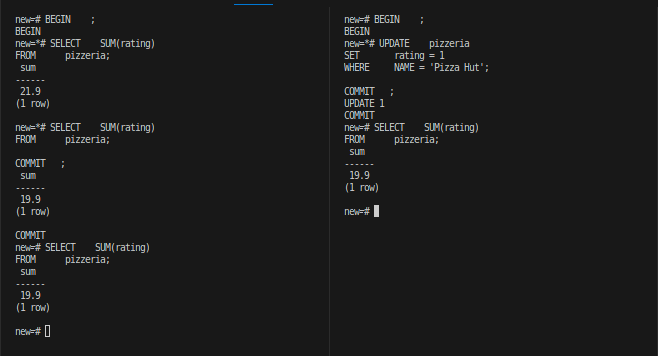 new=# BEGIN    ;
BEGIN
new=*# SELECT    SUM(rating)
FROM      pizzeria;
 sum
------
 21.9
(1 row)

new=*# SELECT    SUM(rating)
FROM      pizzeria;

COMMIT   ;
 sum
------
 19.9
(1 row)

COMMIT
new=# SELECT    SUM(rating)
FROM      pizzeria;
 sum
------
 19.9
(1 row)

new=#
new=# BEGIN    ;
BEGIN
new=*# UPDATE    pizzeria
SET       rating = 1
WHERE     NAME = 'Pizza Hut';

COMMIT   ;
UPDATE 1
COMMIT
new=# SELECT    SUM(rating)
FROM      pizzeria;
 sum
------
 19.9
(1 row)

new=#